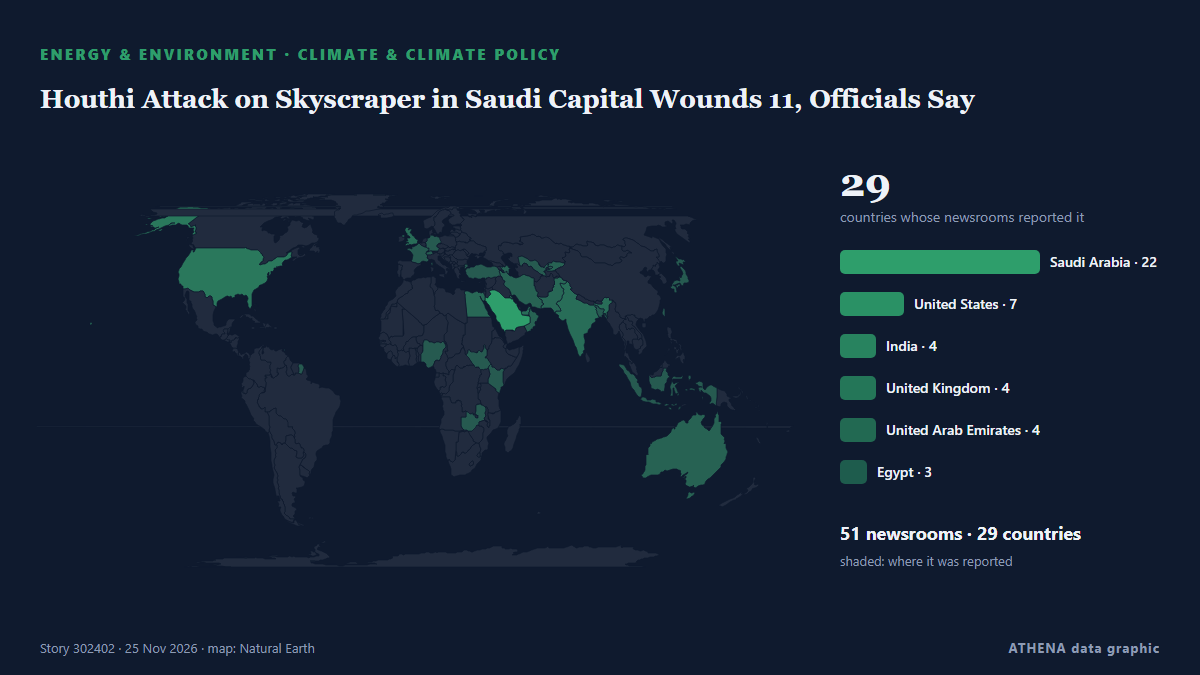 ENERGY & ENVIRONMENT · CLIMATE & CLIMATE POLICY
Houthi Attack on Skyscraper in Saudi Capital Wounds 11, Officials Say
29
countries whose newsrooms reported it
Saudi Arabia · 22
United States · 7
India · 4
United Kingdom · 4
United Arab Emirates · 4
Egypt · 3
51 newsrooms · 29 countries
shaded: where it was reported
Story 302402 · 25 Nov 2026 · map: Natural Earth
ATHENA data graphic